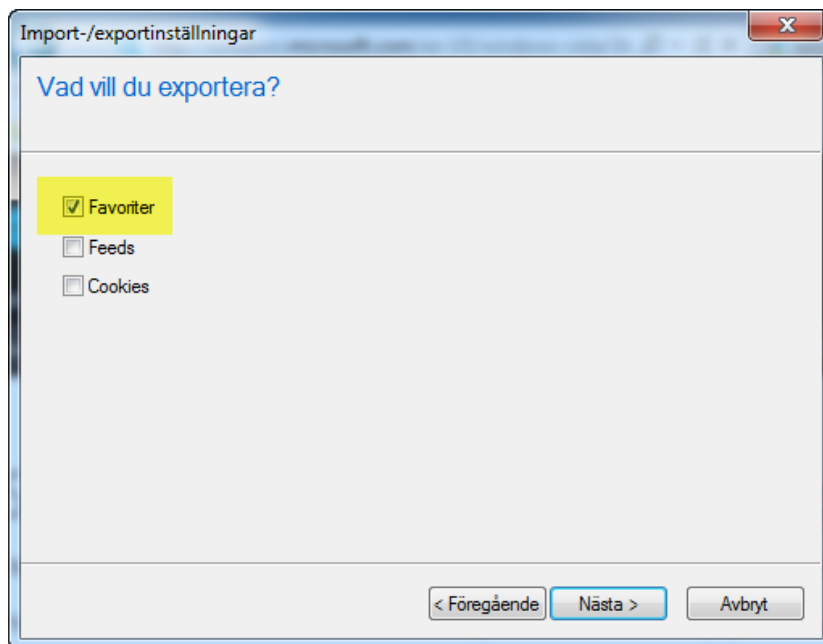 Import-/exportinställningar
Vad vill du exportera?
Favoriter
Feeds
Cookies
< Föregående
Nästa >
Avbryt